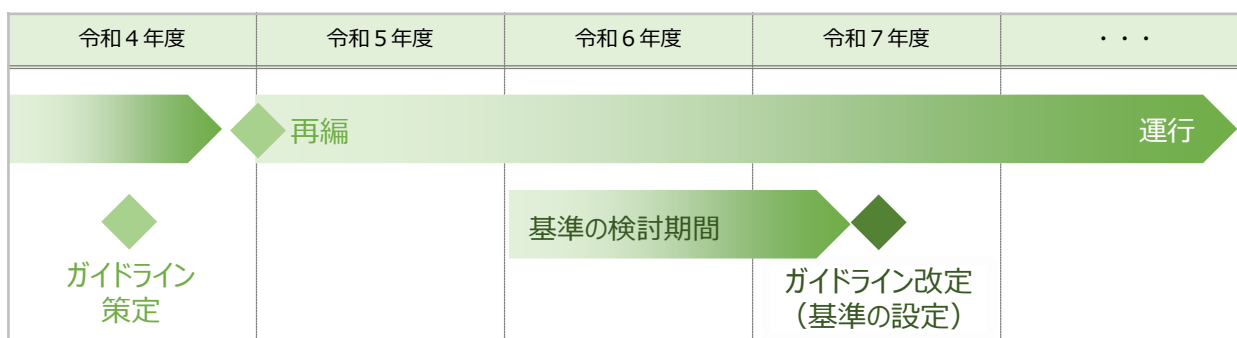 令和４年度
令和５年度
令和６年度
令和７年度
・・・
再編
運行
基準の検討期間
ガイドライン
策定
ガイドライン改定
（基準の設定）